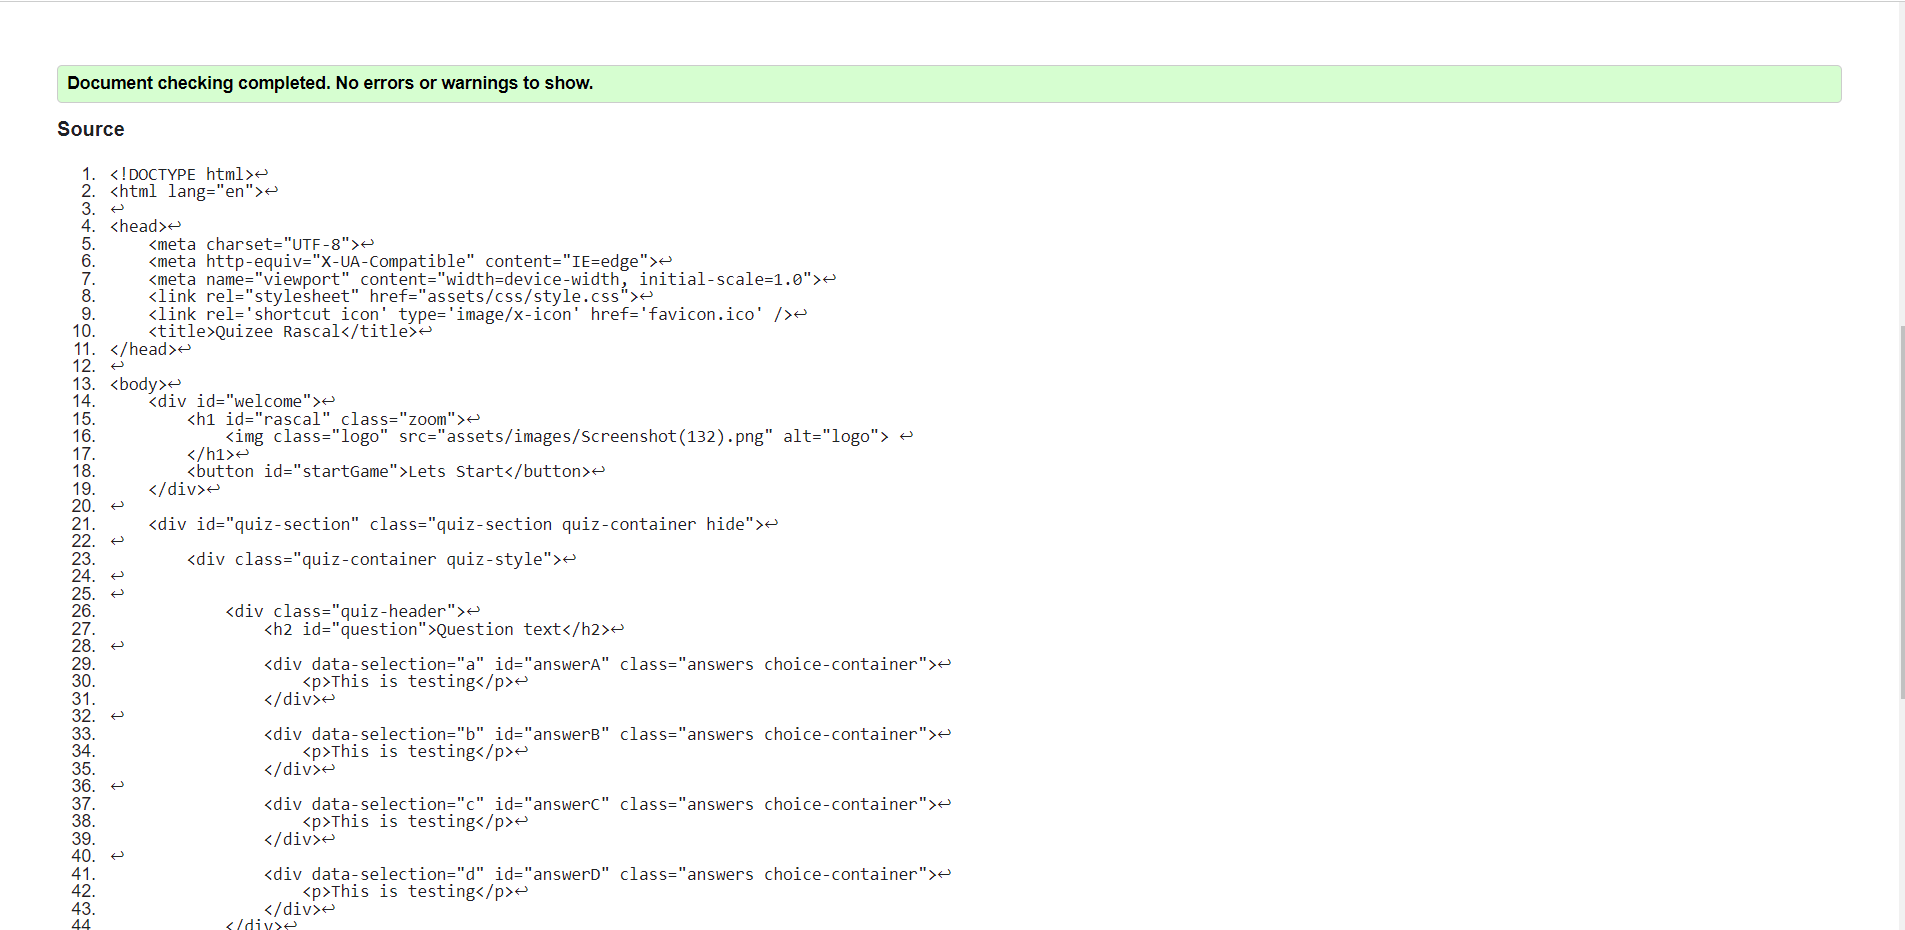 Document checking completed. No errors or warnings to show.
Source
1. <!DOCTYPE html>↩
2. <html lang="en">↩
3. ↩
4. <head>↩
5.     <meta charset="UTF-8">↩
6.     <meta http-equiv="X-UA-Compatible" content="IE=edge">↩
7.     <meta name="viewport" content="width=device-width, initial-scale=1.0">↩
8.     <link rel="stylesheet" href="assets/css/style.css">↩
9.     <link rel='shortcut icon' type='image/x-icon' href='favicon.ico' />↩
10.     <title>Quizee Rascal</title>↩
11. </head>↩
12. ↩
13. <body>↩
14.     <div id="welcome">↩
15.         <h1 id="rascal" class="zoom">↩
16.             <img class="logo" src="assets/images/Screenshot(132).png" alt="logo"> ↩
17.         </h1>↩
18.         <button id="startGame">Lets Start</button>↩
19.     </div>↩
20. ↩
21.     <div id="quiz-section" class="quiz-section quiz-container hide">↩
22. ↩
23.         <div class="quiz-container quiz-style">↩
24. ↩
25. ↩
26.             <div class="quiz-header">↩
27.                 <h2 id="question">Question text</h2>↩
28. ↩
29.                 <div data-selection="a" id="answerA" class="answers choice-container">↩
30.                     <p>This is testing</p>↩
31.                 </div>↩
32. ↩
33.                 <div data-selection="b" id="answerB" class="answers choice-container">↩
34.                     <p>This is testing</p>↩
35.                 </div>↩
36. ↩
37.                 <div data-selection="c" id="answerC" class="answers choice-container">↩
38.                     <p>This is testing</p>↩
39.                 </div>↩
40. ↩
41.                 <div data-selection="d" id="answerD" class="answers choice-container">↩
42.                     <p>This is testing</p>↩
43.                 </div>↩
44             </div>↩